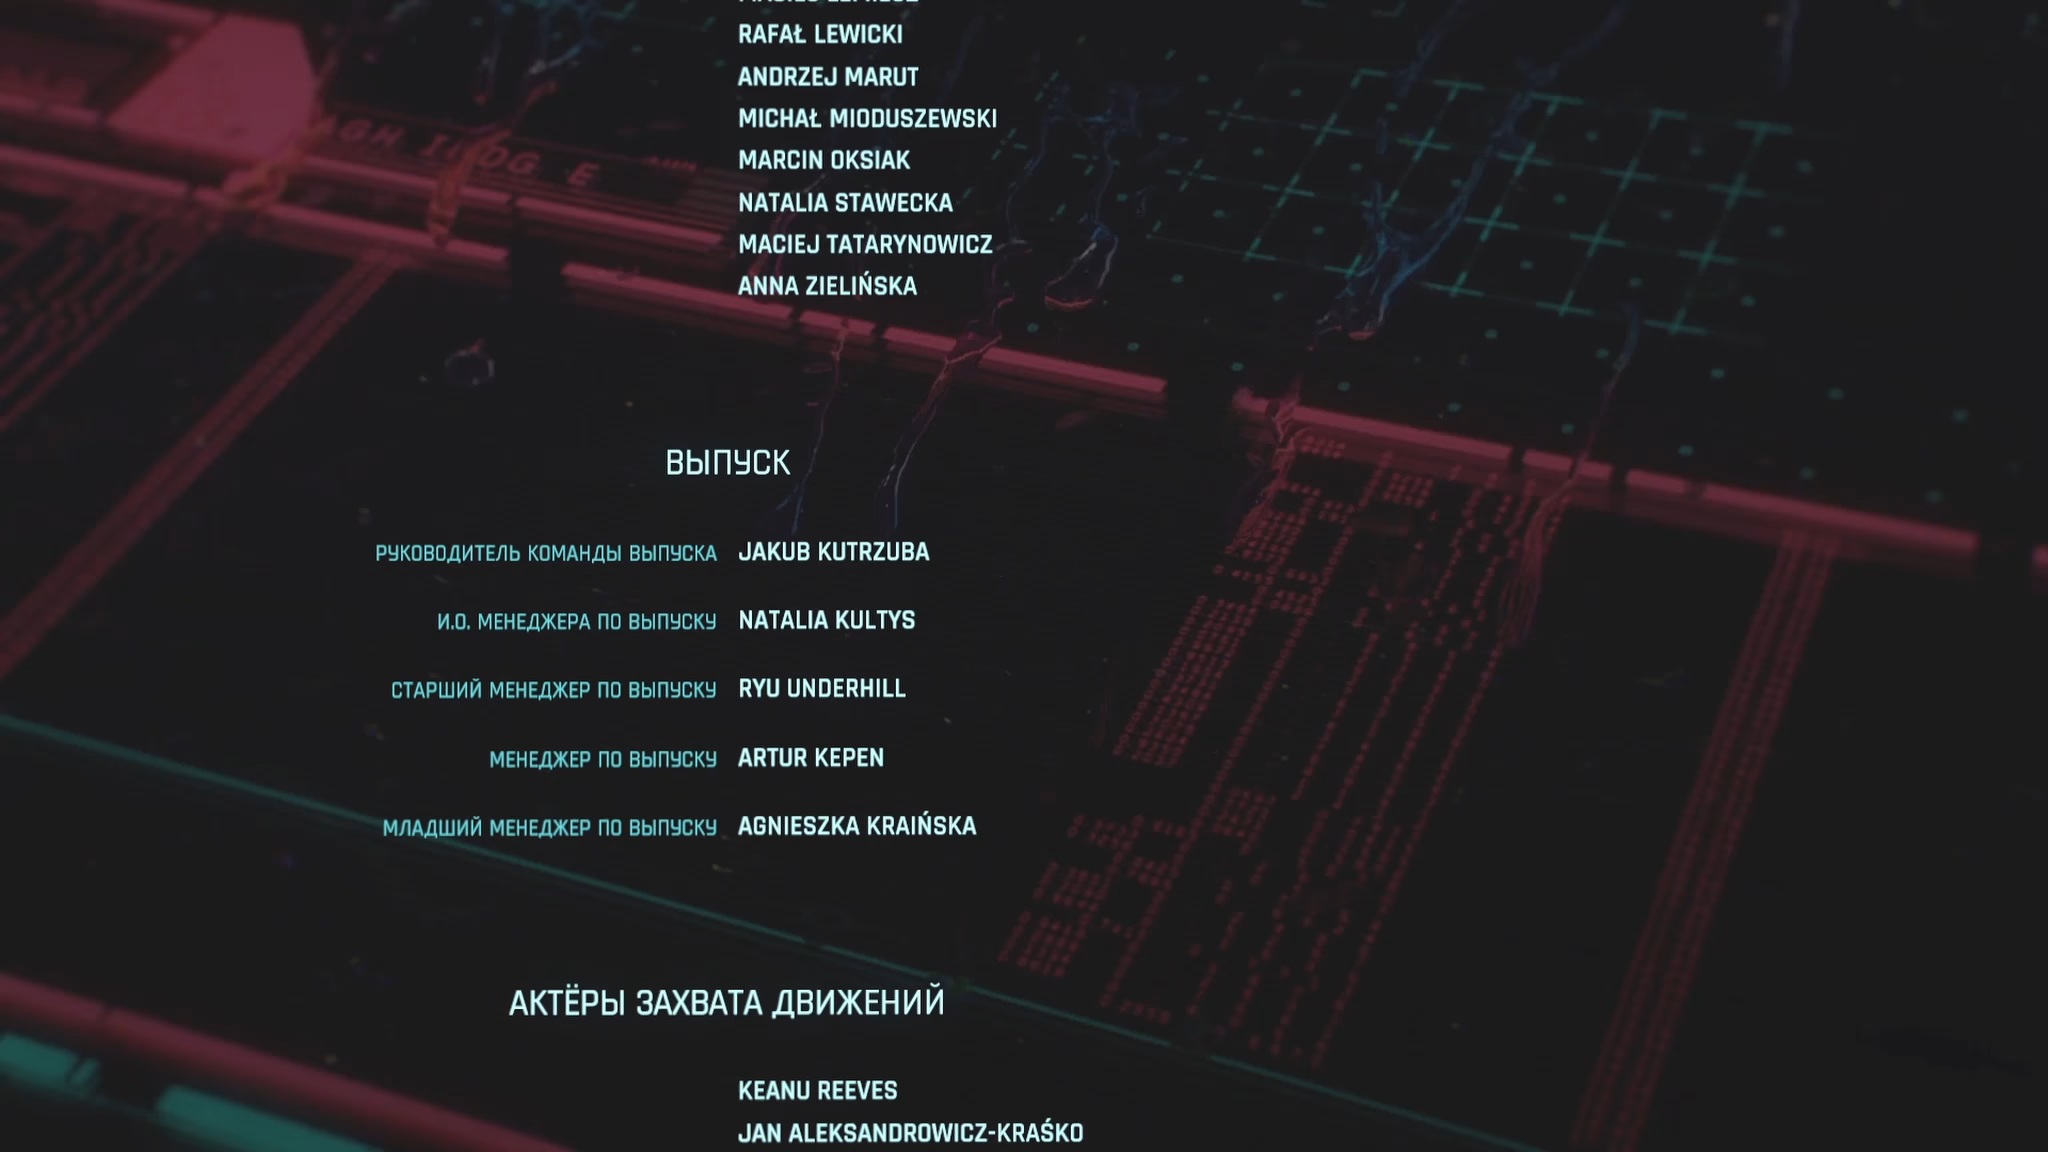 RAFAŁ LEWICKI
ANDRZEJ MARUT
MICHAŁ MIODUSZEWSKI
MARCIN OKSIAK
NATALIA STAWECKA
MACIEJ TATARYNOWICZ
ANNA ZIELIŃSKA
ВЫПУСК
РУКОВОДИТЕЛЬ КОМАНДЫ ВЫПУСКА JAKUB KUTRZUBA
И.О. МЕНЕДЖЕРА ПО ВЫПУСКУ NATALIA KULTYS
СТАРШИЙ МЕНЕДЖЕР ПО ВЫПУСКУ RYU UNDERHILL
МЕНЕДЖЕР ПО ВЫПУСКУ ARTUR KEPEN
МЛАДШИЙ МЕНЕДЖЕР ПО ВЫПУСКУ AGNIESZKA KRAIŃSKA
АКТЁРЫ ЗАХВАТА ДВИЖЕНИЙ
KEANU REEVES
JAN ALEKSANDROWICZ-KRAŚKO